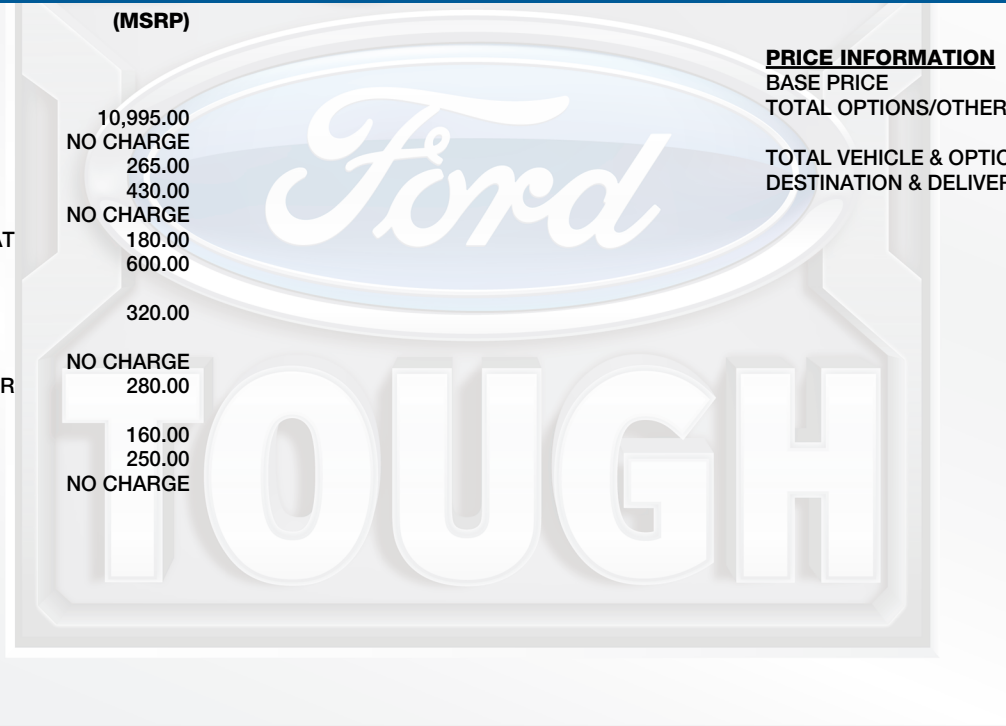 (MSRP)
10,995.00
NO CHARGE
265.00
430.00
NO CHARGE
AT 180.00
600.00
320.00
NO CHARGE
R 280.00
160.00
250.00
NO CHARGE
PRICE INFORMATION
BASE PRICE
TOTAL OPTIONS/OTHER
TOTAL VEHICLE & OPTIO
DESTINATION & DELIVER
Ford
TOUGH